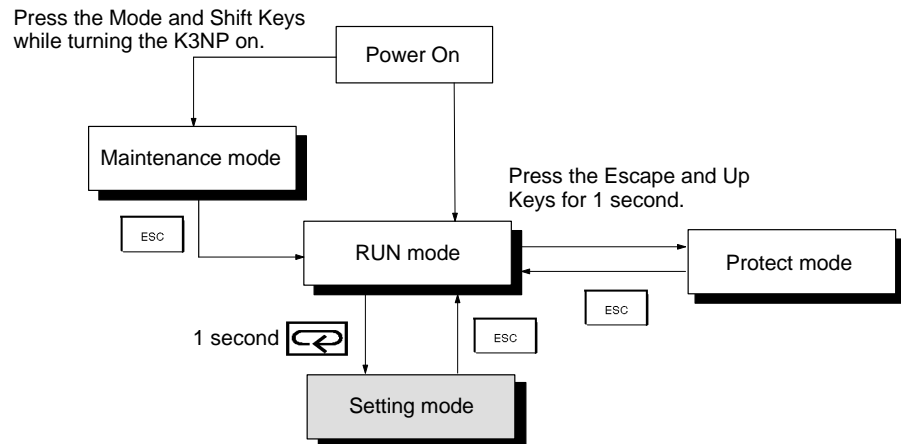 Press the Mode and Shift Keys
while turning the K3NP on.
Power On
Maintenance mode
Press the Escape and Up
Keys for 1 second.
ESC
RUN mode
Protect mode
ESC
1 second
ESC
Setting mode